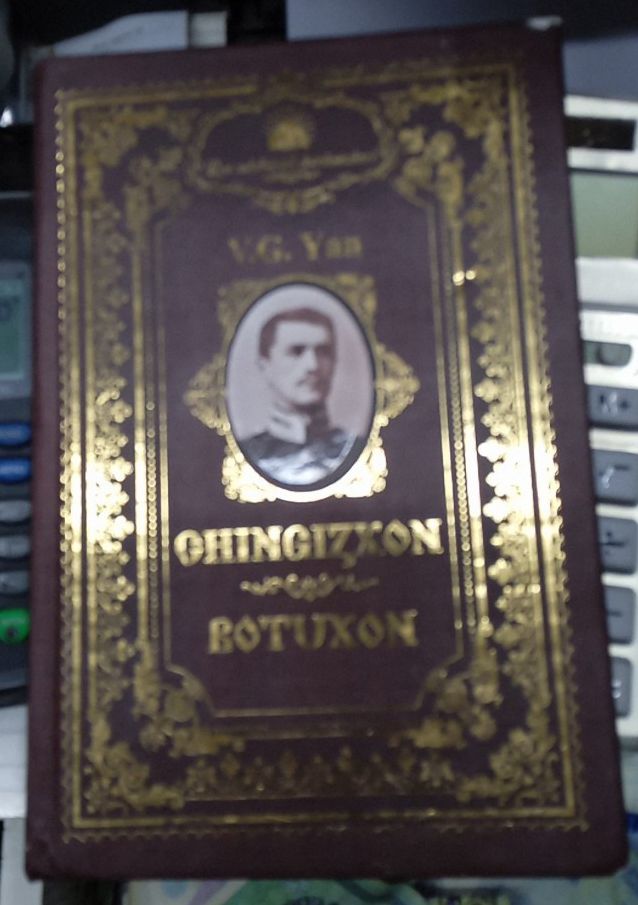 V.G. Yan
CHINGIZXON
BOTUXON
M+